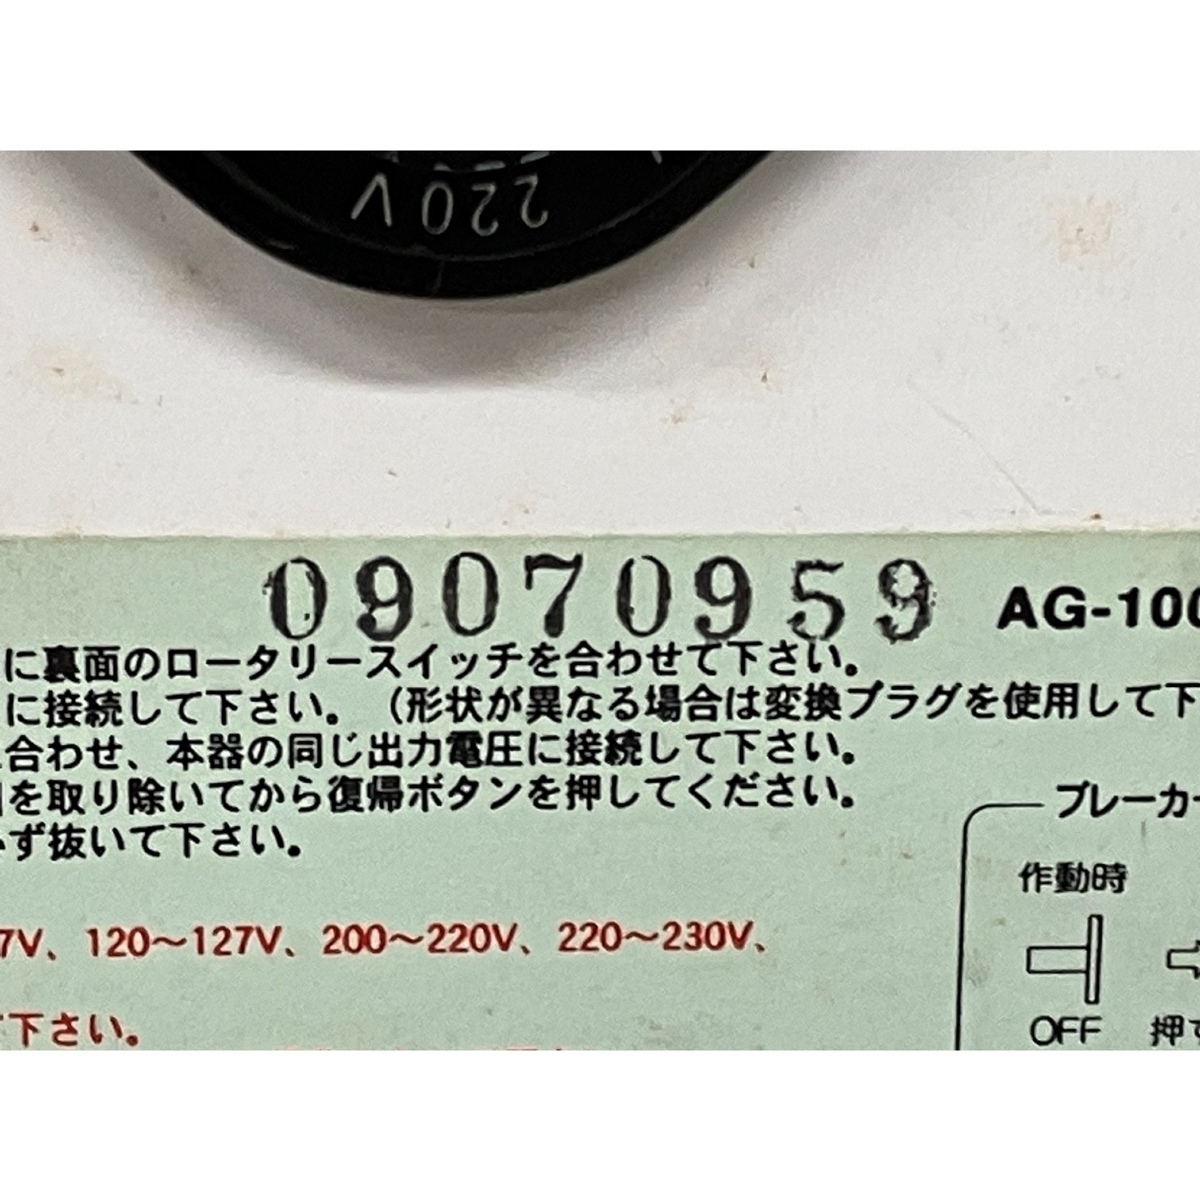 220V
09070959
AG-100
に裏面のロータリースイッチを合わせて下さい。
に接続して下さい。（形状が異なる場合は変換プラグを使用して下
合わせ、本器の同じ出力電圧に接続して下さい。
を取り除いてから復帰ボタンを押してください。
ず抜いて下さい。
ブレーカー
作動時
7V、120〜127V、200〜220V、220〜230V、
OFF
押す
下さい。